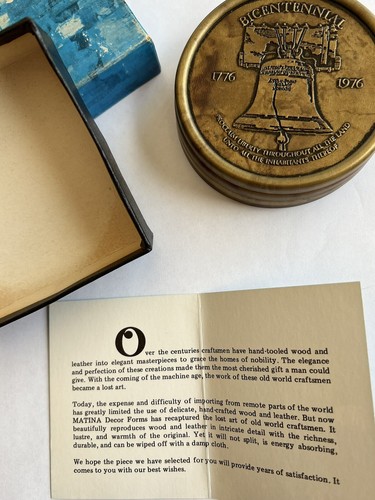 BICENTENNIAL
1776
1976
PROCLAIM LIBERTY THROUGHOUT ALL THE LAND
UNTO ALL THE INHABITANTS THEREOF
Over the centuries craftsmen have hand-tooled wood and
leather into elegant masterpieces to grace the homes of nobility. The elegance
and perfection of these creations made them the most cherished gift a man could
give. With the coming of the machine age, the work of these old world craftsmen
became a lost art.
Today, the expense and difficulty of importing from remote parts of the world
has greatly limited the use of delicate, hand-crafted wood and leather. But now
MATINA Decor Forma has recaptured the lost art of old world craftsmen. It
beautifully reproduces wood and leather in intricate detail with the richness,
lustre, and warmth of the original. Yet it will not split, is energy absorbing,
durable, and can be wiped off with a damp cloth.
We hope the piece we have selected for you will provide years of satisfaction. It
comes to you with our best wishes.